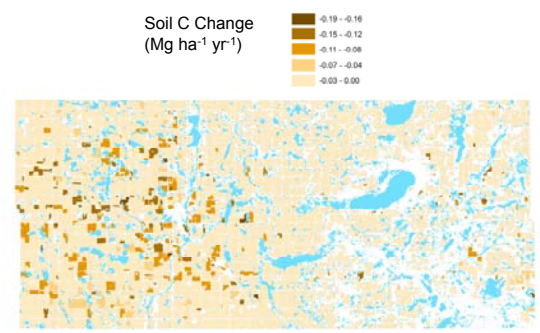 Soil C Change
(Mg ha-1 yr-1)
-0.19 - -0.16
-0.15 - -0.12
-0.11 - -0.08
-0.07 - -0.04
-0.03 - 0.00